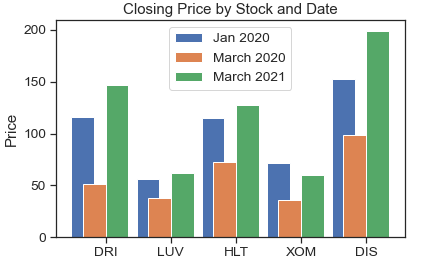 Closing Price by Stock and Date
Jan 2020
March 2020
March 2021
Price
200
150
100
50
0
DRI LUV HLT XOM DIS